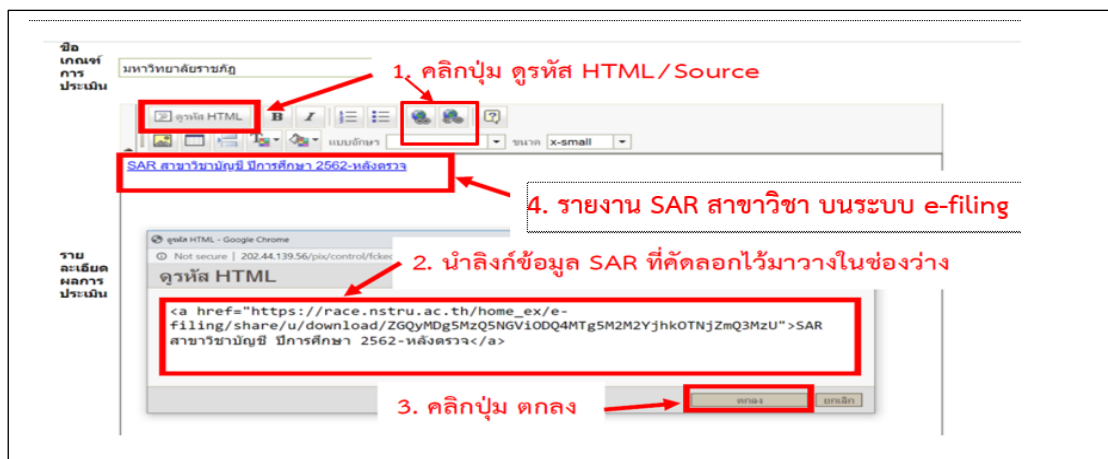 ชื่อ
เกณฑ์
การ
ประเมิน
มหาวิทยาลัยราชภัฏ
1. คลิกปุ่ม ดูรหัส HTML/Source
ดูรหัส HTML
B I
แบบอักษร
ขนาด x-small
SAR สาขาวิชาบัญชี ปีการศึกษา 2562-หลังตรวจ
4. รายงาน SAR สาขาวิชา บนระบบ e-filing
ราย
ละเอียด
ผลการ
ประเมิน
ดูรหัส HTML - Google Chrome
Not secure | 202.44.139.56/pix/control/fckec
2. นำลิงก์ข้อมูล SAR ที่คัดลอกไว้มาวางในช่องว่าง
ดูรหัส HTML
<a href="https://race.nstru.ac.th/home_ex/e-
filing/share/u/download/ZGQyMDg5MzQ5NGViODQ4MTg5M2M2YjhkOTNjZmQ3MzU">SAR
สาขาวิชาบัญชี ปีการศึกษา 2562-หลังตรวจ</a>
3. คลิกปุ่ม ตกลง
ตกลง
ยกเลิก